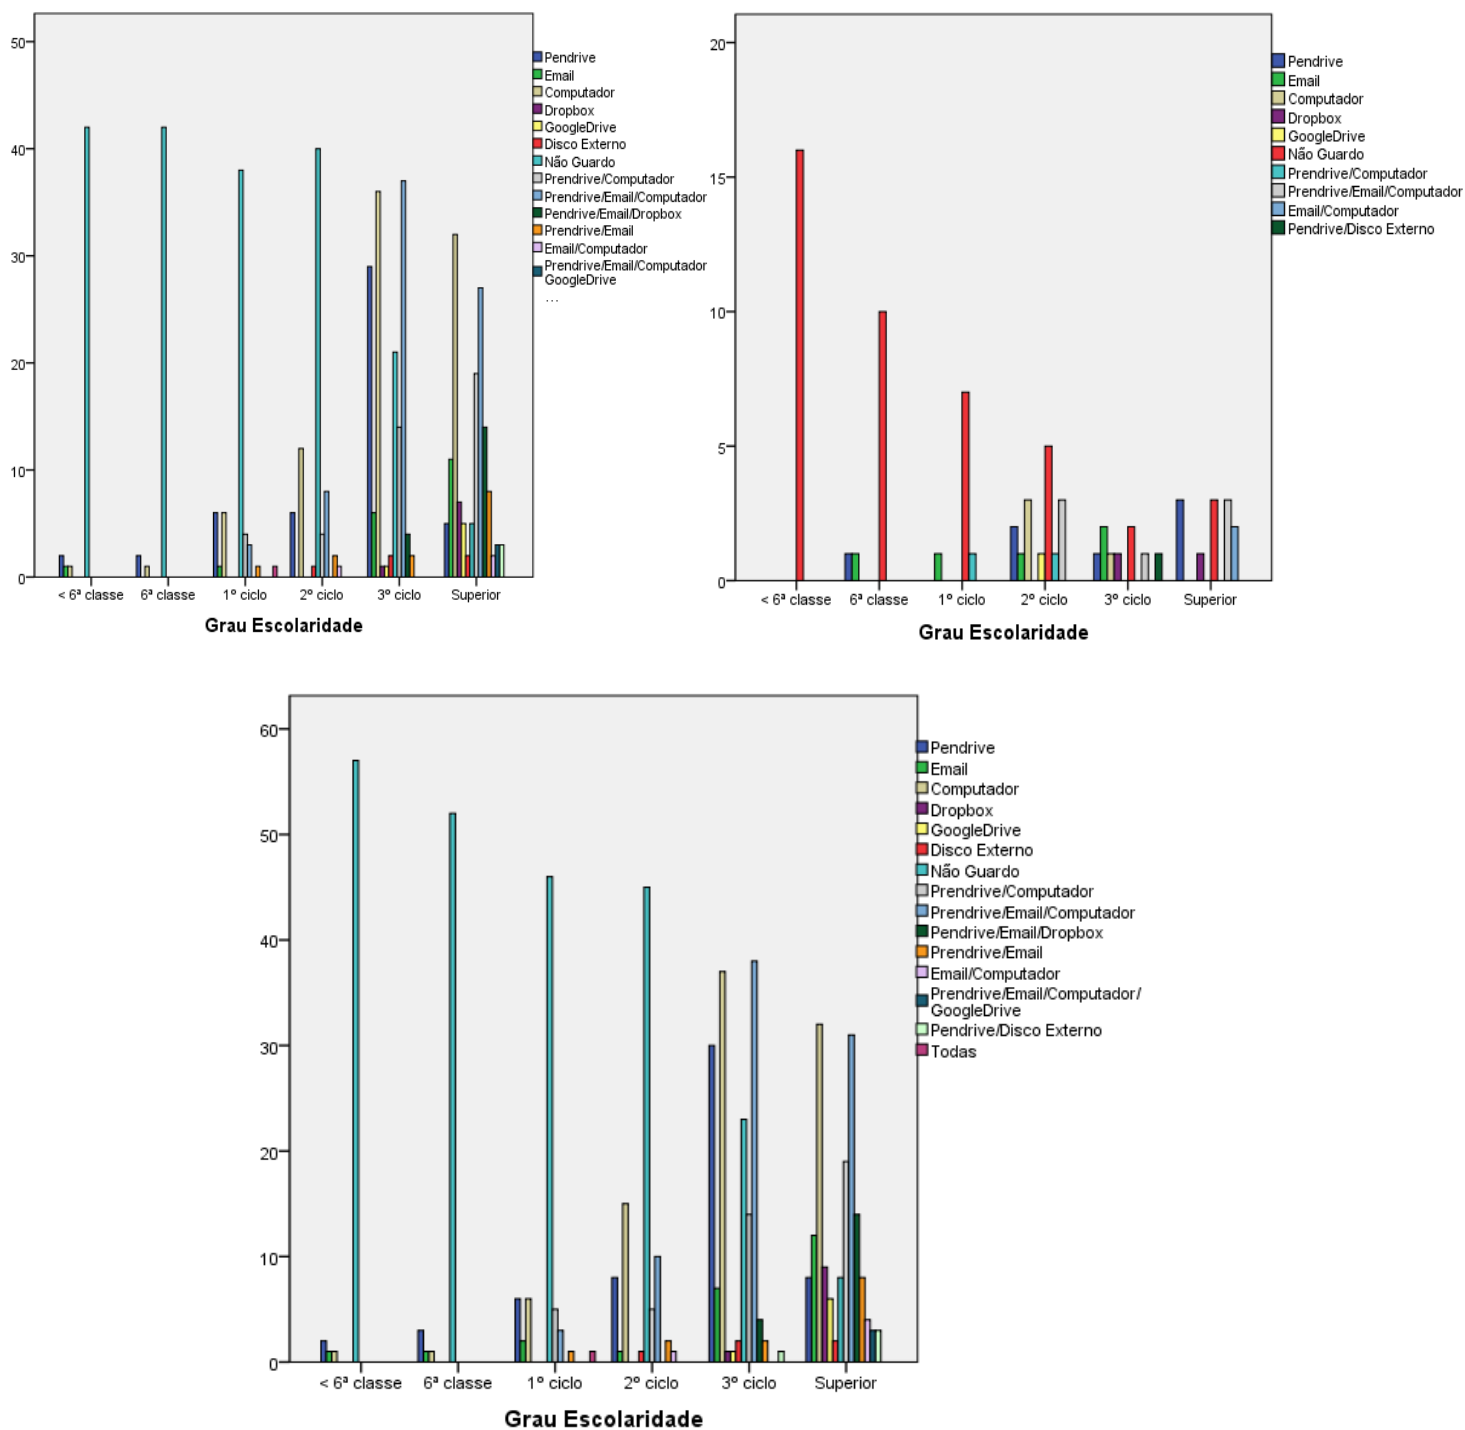 50
40
30
20
10
0
< 6ª classe
6ª classe
1º ciclo
2º ciclo
3º ciclo
Superior
Grau Escolaridade
Pendrive
Email
Computador
Dropbox
GoogleDrive
Disco Externo
Não Guardo
Prendrive/Computador
Prendrive/Email/Computador
Pendrive/Email/Dropbox
Prendrive/Email
Email/Computador
Prendrive/Email/Computador
GoogleDrive
...
20
15
10
5
0
< 6ª classe
6ª classe
1º ciclo
2º ciclo
3º ciclo
Superior
Grau Escolaridade
Pendrive
Email
Computador
Dropbox
GoogleDrive
Não Guardo
Prendrive/Computador
Prendrive/Email/Computador
Email/Computador
Pendrive/Disco Externo
60
50
40
30
20
10
0
< 6ª classe
6ª classe
1º ciclo
2º ciclo
3º ciclo
Superior
Grau Escolaridade
Pendrive
Email
Computador
Dropbox
GoogleDrive
Disco Externo
Não Guardo
Prendrive/Computador
Prendrive/Email/Computador
Pendrive/Email/Dropbox
Prendrive/Email
Email/Computador
Prendrive/Email/Computador/
GoogleDrive
Pendrive/Disco Externo
Todas